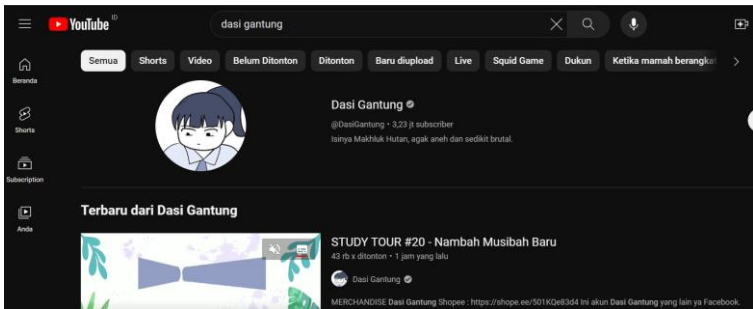 YouTube ID
dasi gantung
Semua Shorts Video Belum Ditonton Ditonton Baru diupload Live Squid Game Dukun Ketika mamah berangkat
Beranda
Shorts
Subscription
Anda
Dasi Gantung
@DasiGantung • 3,23 jt subscriber
Isinya Makhluk Hutan, agak aneh dan sedikit brutal.
Terbaru dari Dasi Gantung
STUDY TOUR #20 - Nambah Musibah Baru
43 rb x ditonton • 1 jam yang lalu
Dasi Gantung
MERCHANDISE Dasi Gantung Shopee : https://shope.ee/501KQe83d4 Ini akun Dasi Gantung yang lain ya Facebook.